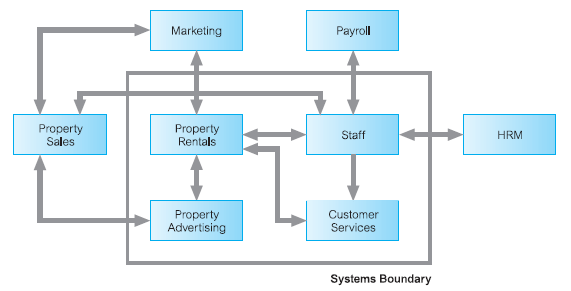 Marketing
Payroll
Property
Sales
Property
Rentals
Staff
HRM
Property
Advertising
Customer
Services
Systems Boundary